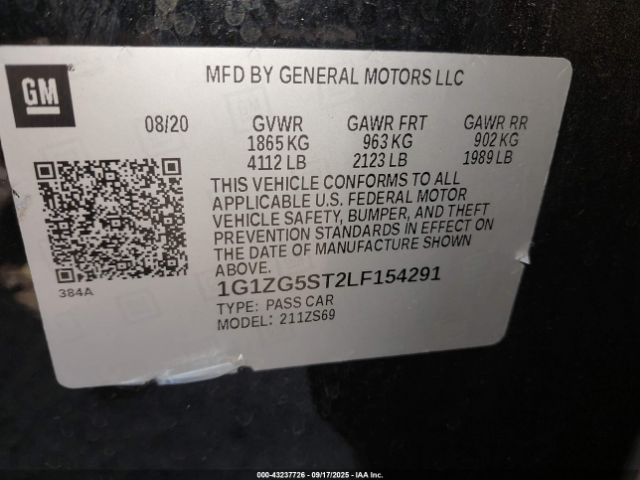 GM
MFD BY GENERAL MOTORS LLC
08/20 GVWR GAWR FRT GAWR RR
1865 KG 963 KG 902 KG
4112 LB 2123 LB 1989 LB
THIS VEHICLE CONFORMS TO ALL
APPLICABLE U.S. FEDERAL MOTOR
VEHICLE SAFETY, BUMPER, AND THEFT
PREVENTION STANDARDS IN EFFECT ON
THE DATE OF MANUFACTURE SHOWN
ABOVE.
384A
1G1ZG5ST2LF154291
TYPE: PASS CAR
MODEL: 211ZS69
000-43237726 - 09/17/2025 - IAA Inc.